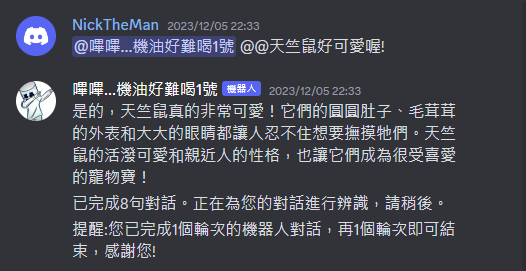 NickTheMan 2023/12/05 22:33
@嗶嗶...機油好難喝1號 @@天竺鼠好可愛喔!
嗶嗶...機油好難喝1號 機器人 2023/12/05 22:33
是的，天竺鼠真的非常可愛！它們的圓圓肚子、毛茸茸
的外表和大大的眼睛都讓人忍不住想要撫摸牠們。天竺
鼠的活潑可愛和親近人的性格，也讓它們成為很受喜愛
的寵物寶！
已完成8句對話。正在為您的對話進行辨識，請稍後。
提醒:您已完成1個輪次的機器人對話，再1個輪次即可結
束，感謝您!